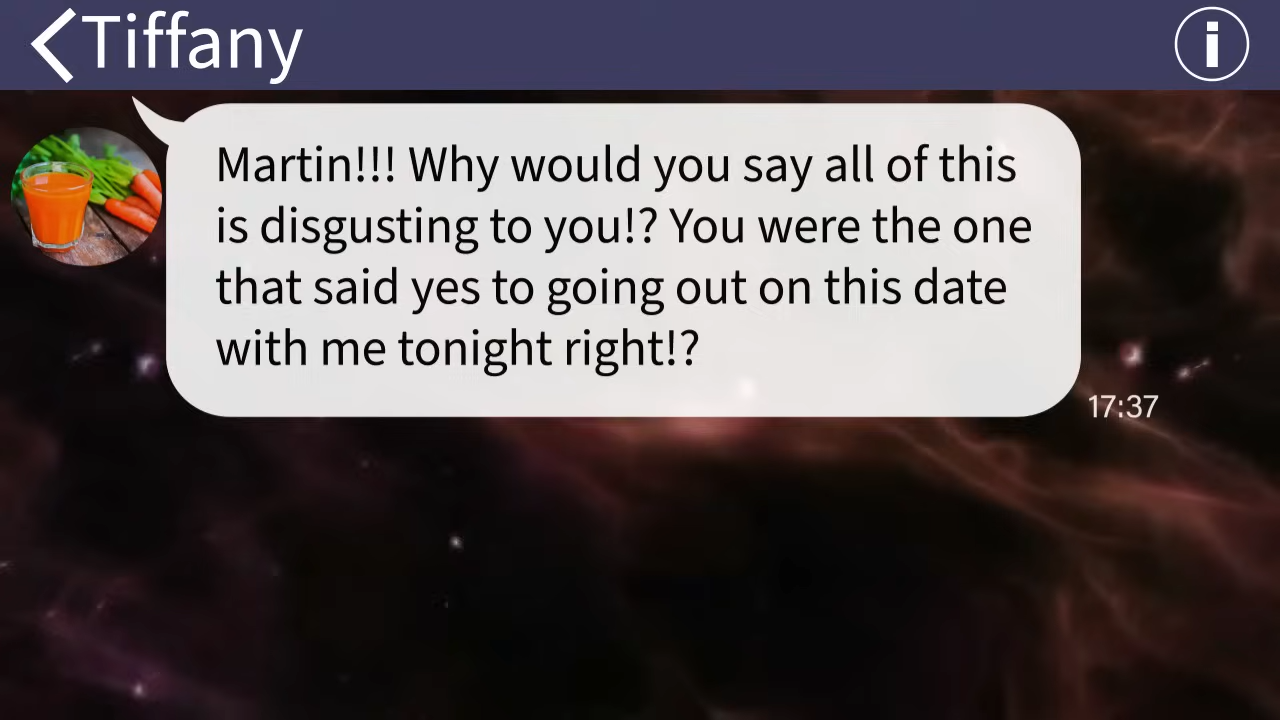 Tiffany
Martin!!! Why would you say all of this
is disgusting to you!? You were the one
that said yes to going out on this date
with me tonight right!?
17:37